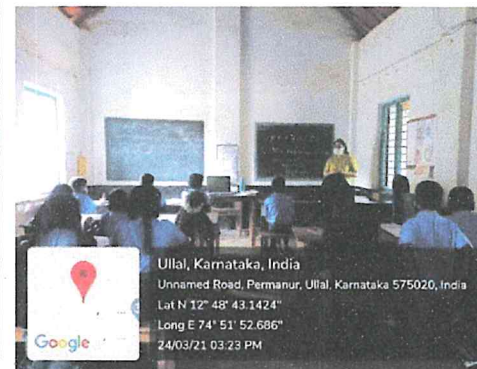 Ullal, Karnataka, India
Unnamed Road, Permanur, Ullal, Karnataka 575020, India
Lat N 12° 48' 43.1424"
Long E 74° 51' 52.686"
24/03/21 03:23 PM
Google